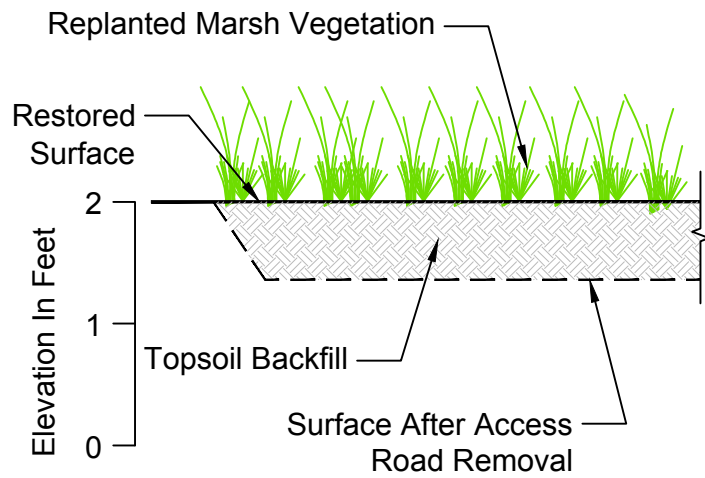 Replanted Marsh Vegetation
Restored
Surface
2
1
0
Elevation In Feet
Topsoil Backfill
Surface After Access
Road Removal